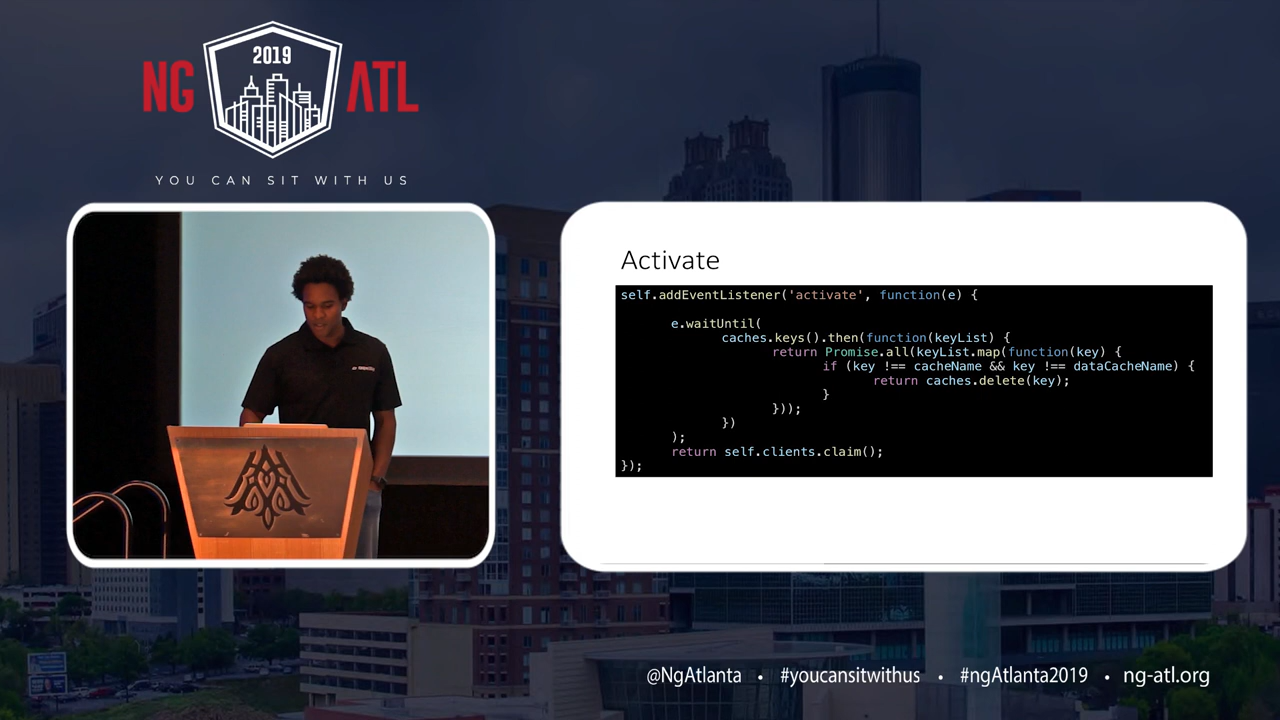 2019
NG ATL
YOU CAN SIT WITH US
Activate
self.addEventListener('activate', function(e) {
e.waitUntil(
caches.keys().then(function(keyList) {
return Promise.all(keyList.map(function(key) {
if (key !== cacheName && key !== dataCacheName) {
return caches.delete(key);
}
}));
})
);
return self.clients.claim();
});
@NgAtlanta • #youcansitwithus • #ngAtlanta2019 • ng-atl.org